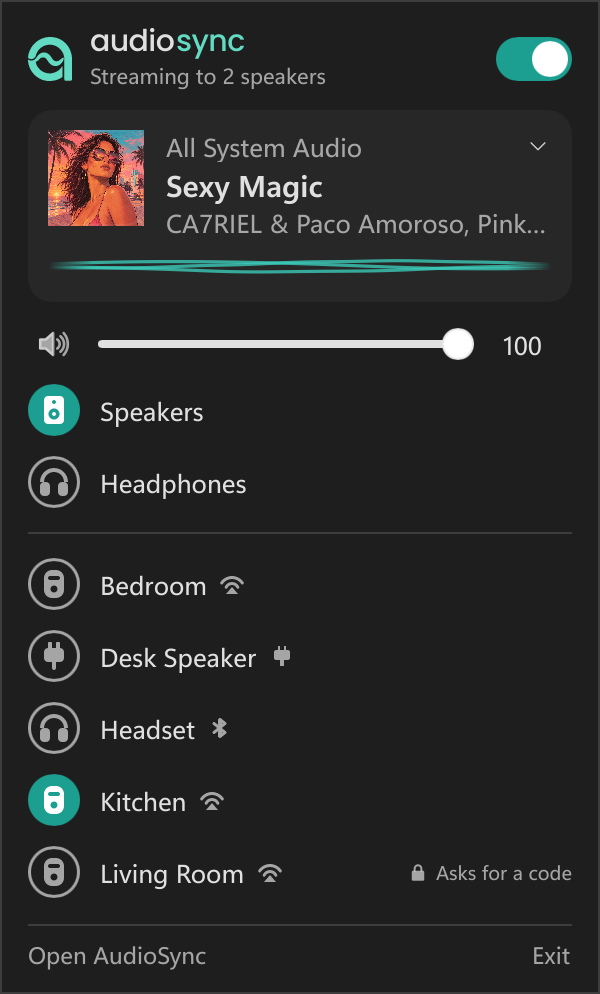 audiosync
Streaming to 2 speakers
All System Audio
Sexy Magic
CA7RIEL & Paco Amoroso, Pink...
100
Speakers
Headphones
Bedroom
Desk Speaker
Headset
Kitchen
Living Room
Asks for a code
Open AudioSync
Exit